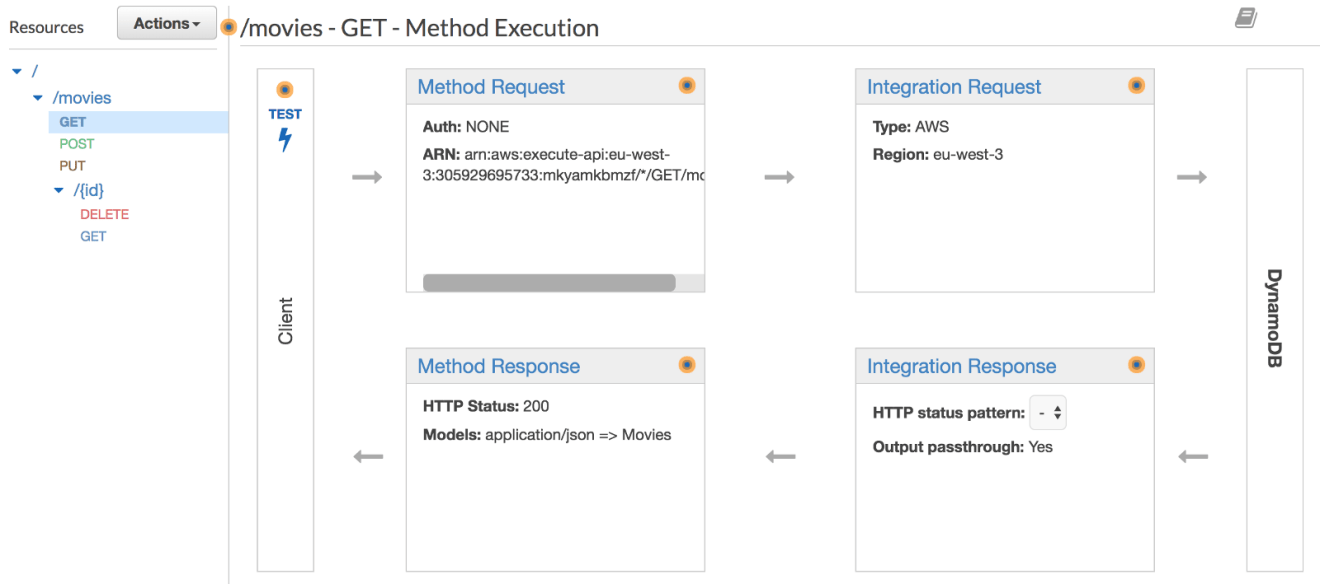 Resources
Actions
/movies - GET - Method Execution
/
/movies
GET
POST
PUT
/{id}
DELETE
GET
TEST
Client
Method Request
Auth: NONE
ARN: arn:aws:execute-api:eu-west-
3:305929695733:mkyamkbmzf/*/GET/mo
Integration Request
Type: AWS
Region: eu-west-3
DynamoDB
Method Response
HTTP Status: 200
Models: application/json => Movies
Integration Response
HTTP status pattern: -
Output passthrough: Yes